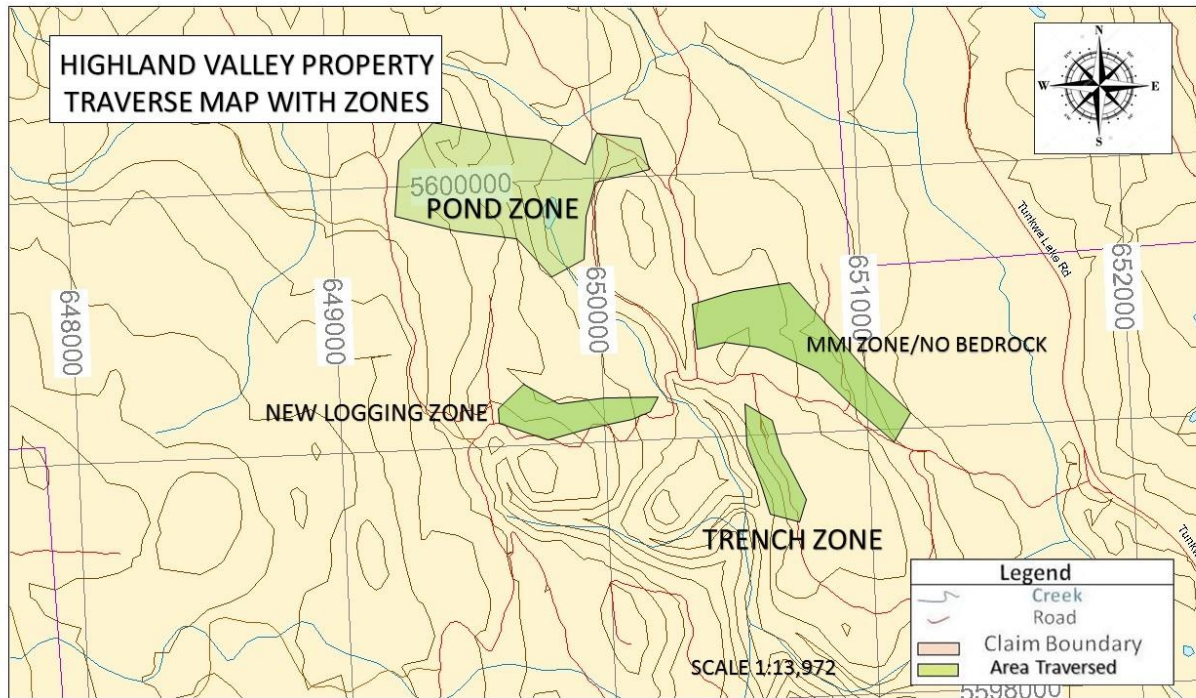 HIGHLAND VALLEY PROPERTY
TRAVERSE MAP WITH ZONES
N
W
E
S
5600000
POND ZONE
Tunkwa Lake Rd
648000
649000
650000
651000
652000
MMI ZONE/NO BEDROCK
NEW LOGGING ZONE
TRENCH ZONE
Legend
Creek
Road
Claim Boundary
Area Traversed
SCALE 1:13,972
5598000